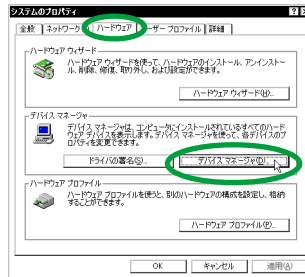 システムのプロパティ
全般 ネットワーク ハードウェア ユーザー プロファイル 詳細
ハードウェア ウィザード
ハードウェア ウィザードを使って、ハードウェアのインストール、アンインストー
ル、削除、修復、取り外し、および設定ができます。
ハードウェア ウィザード(H)...
デバイス マネージャ
デバイス マネージャは、コンピュータにインストールされているすべてのハード
ウェア デバイスを表示します。デバイス マネージャを使って、各デバイスのプ
ロパティを変更できます。
ドライバの署名(S)... デバイス マネージャ(D)...
ハードウェア プロファイル
ハードウェア プロファイルを使うと、別のハードウェアの構成を設定し、格納
することができます。
ハードウェア プロファイル(P)...
OK キャンセル 適用(A)